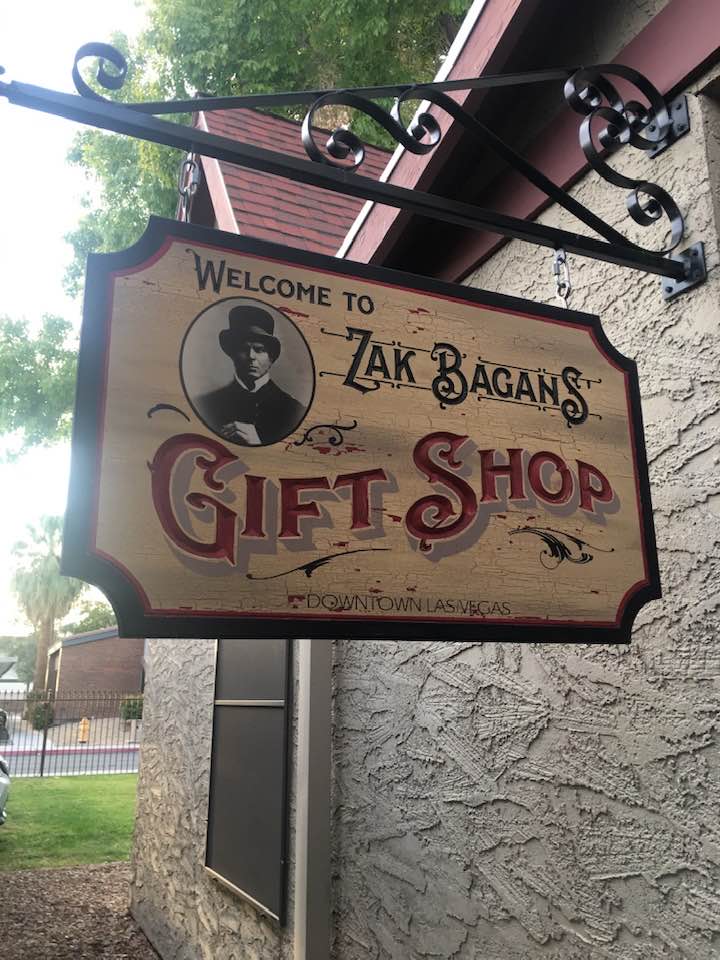 WELCOME TO
ZAK BAGANS
GIFT SHOP
DOWNTOWN LAS VEGAS